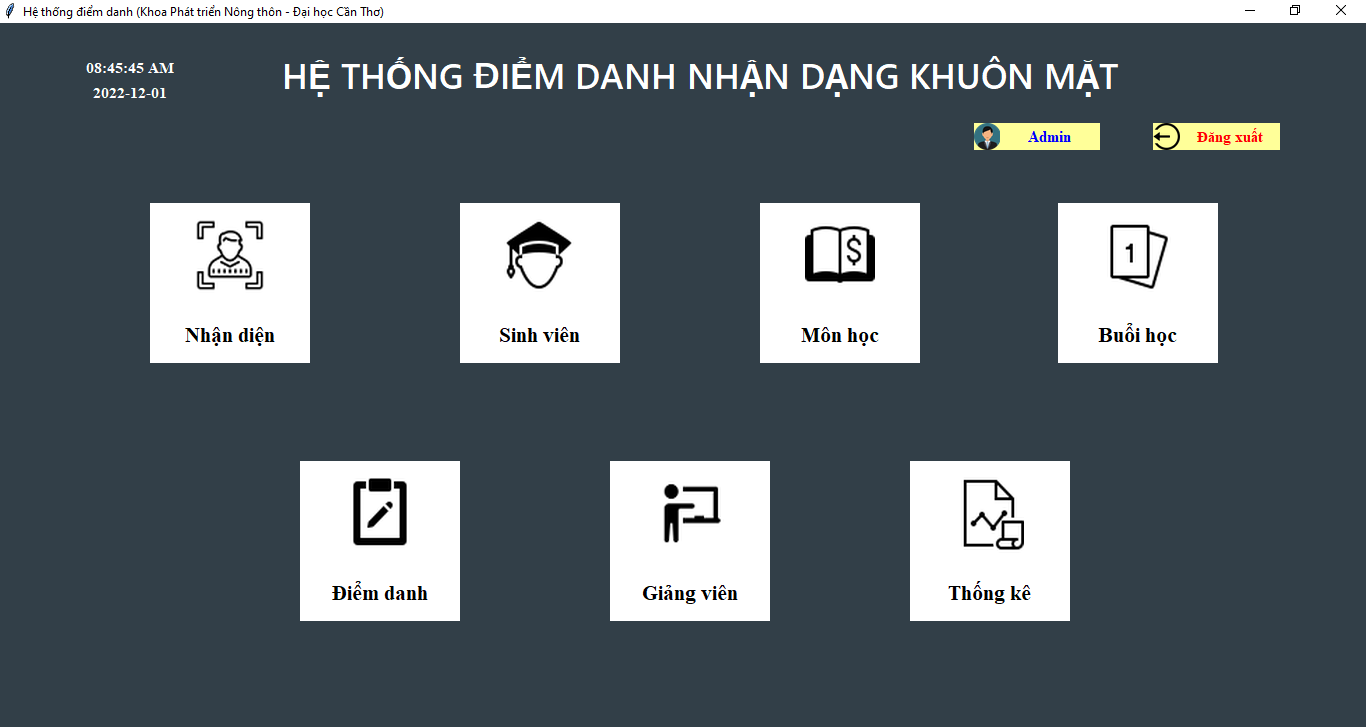 Hệ thống điểm danh (Khoa Phát triển Nông thôn - Đại học Cần Thơ)
08:45:45 AM
2022-12-01
HỆ THỐNG ĐIỂM DANH NHẬN DẠNG KHUÔN MẶT
Admin
Đăng xuất
$
1
Nhận diện
Sinh viên
Môn học
Buổi học
Điểm danh
Giảng viên
Thống kê